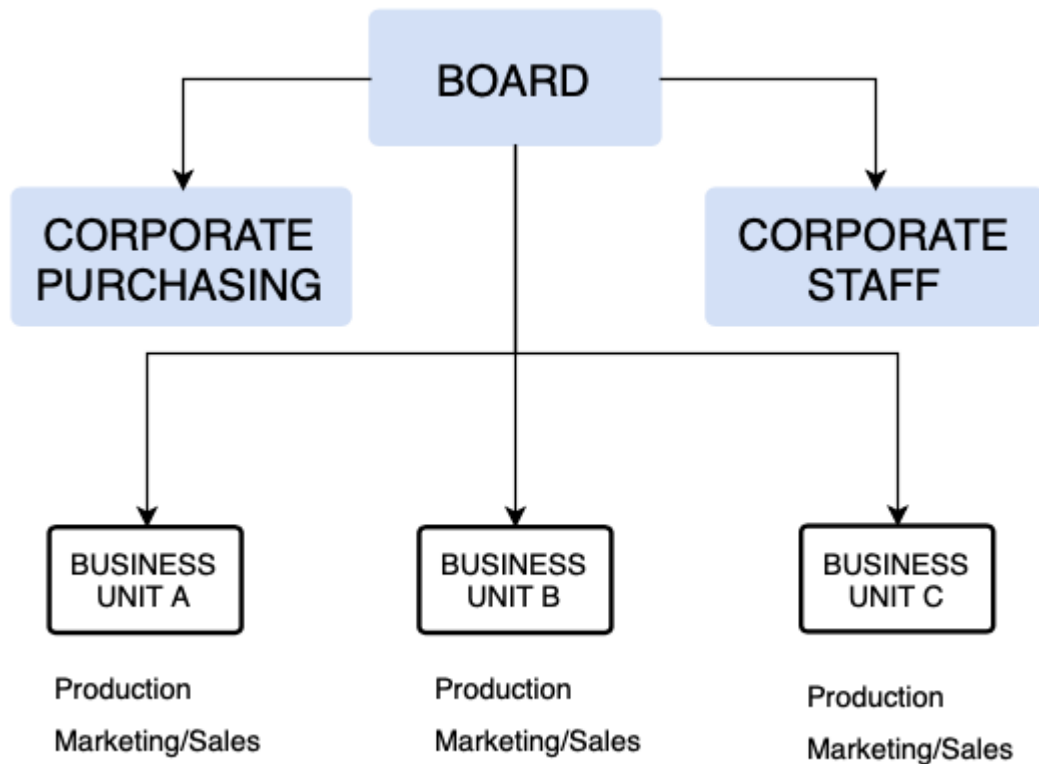 BOARD
CORPORATE
PURCHASING
CORPORATE
STAFF
BUSINESS
UNIT A
BUSINESS
UNIT B
BUSINESS
UNIT C
Production
Marketing/Sales
Production
Marketing/Sales
Production
Marketing/Sales